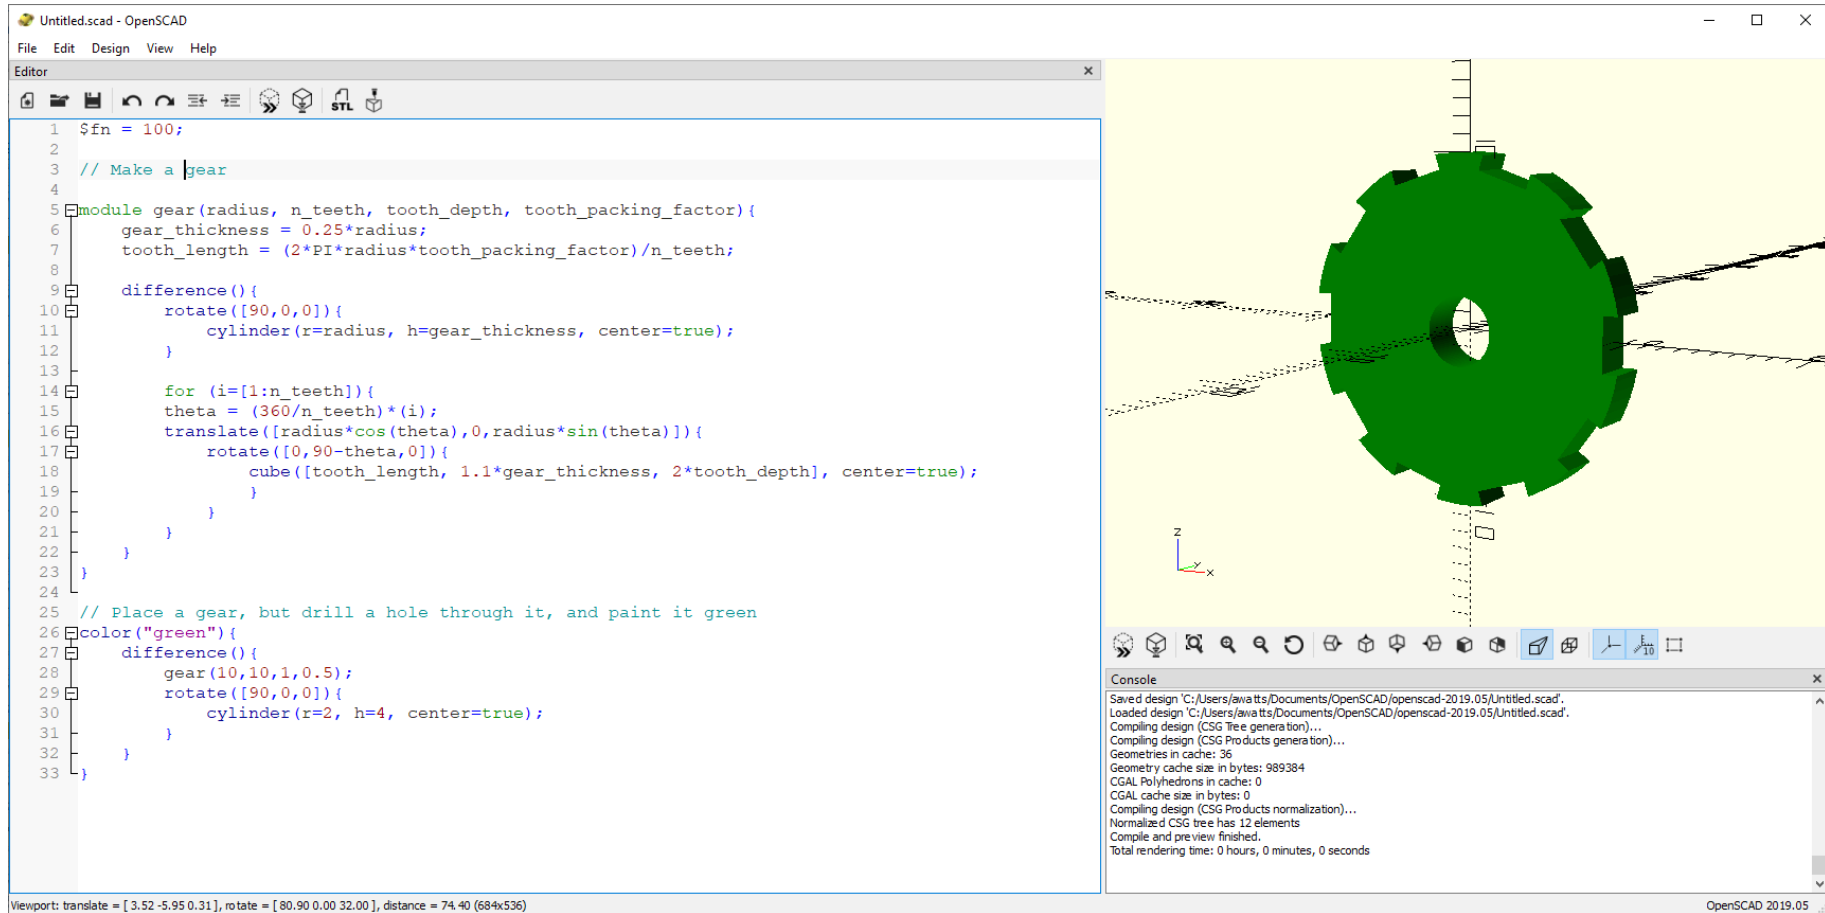 Untitled.scad - OpenSCAD
File Edit Design View Help
Editor
STL
1 $fn = 100;
2
3 // Make a gear
4
5 module gear(radius, n_teeth, tooth_depth, tooth_packing_factor){
6 gear_thickness = 0.25*radius;
7 tooth_length = (2*PI*radius*tooth_packing_factor)/n_teeth;
8
9 difference(){
10 rotate([90,0,0]){
11 cylinder(r=radius, h=gear_thickness, center=true);
12 }
13
14 for (i=[1:n_teeth]){
15 theta = (360/n_teeth)*(i);
16 translate([radius*cos(theta),0,radius*sin(theta)]){
17 rotate([0,90-theta,0]){
18 cube([tooth_length, 1.1*gear_thickness, 2*tooth_depth], center=true);
19 }
20 }
21 }
22 }
23 }
24
25 // Place a gear, but drill a hole through it, and paint it green
26 color("green"){
27 difference(){
28 gear(10,10,1,0.5);
29 rotate([90,0,0]){
30 cylinder(r=2, h=4, center=true);
31 }
32 }
33 }
Z
Y
X
10
Console
Saved design 'C:/Users/awatts/Documents/OpenSCAD/openscad-2019.05/Untitled.scad'.
Loaded design 'C:/Users/awatts/Documents/OpenSCAD/openscad-2019.05/Untitled.scad'.
Compiling design (CSG Tree generation)...
Compiling design (CSG Products generation)...
Geometries in cache: 36
Geometry cache size in bytes: 989384
CGAL Polyhedrons in cache: 0
CGAL cache size in bytes: 0
Compiling design (CSG Products normalization)...
Normalized CSG tree has 12 elements
Compile and preview finished.
Total rendering time: 0 hours, 0 minutes, 0 seconds
Viewport: translate = [ 3.52 -5.95 0.31 ], rotate = [ 80.90 0.00 32.00 ], distance = 74.40 (684x536)
OpenSCAD 2019.05